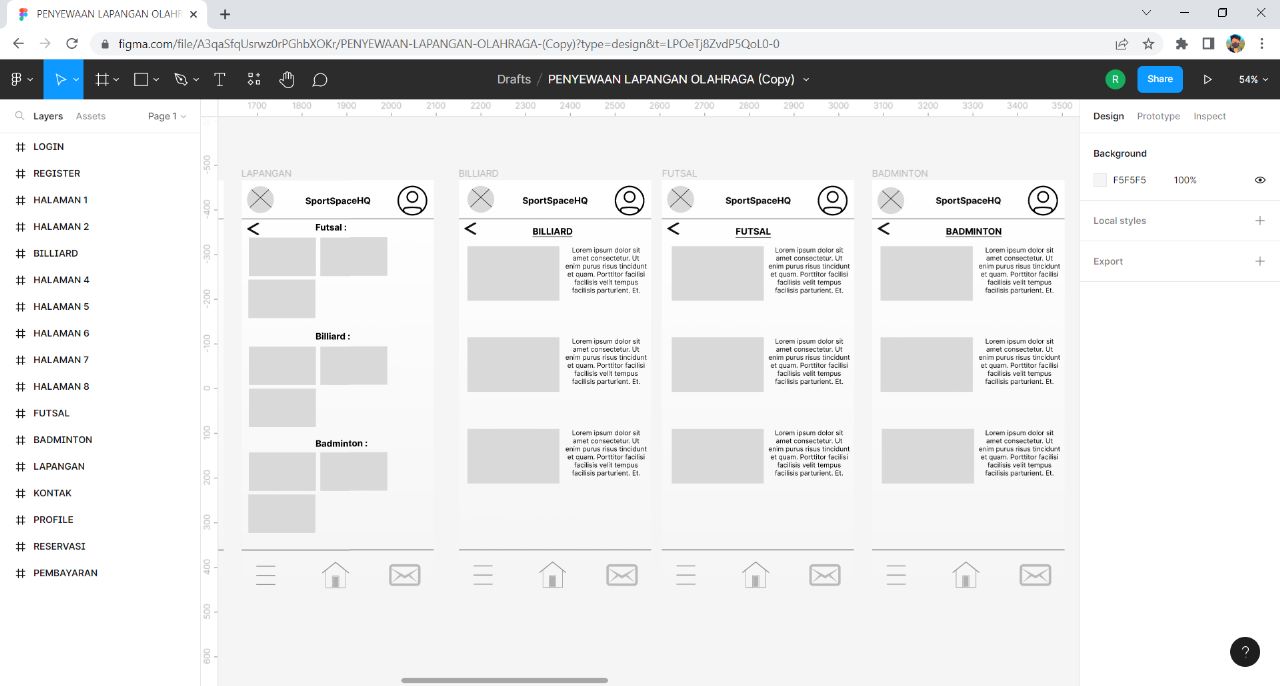 PENYEWAAN LAPANGAN OLAHR
figma.com/file/A3qaSfqUsrwz0rPGhbXOKr/PENYEWAAN-LAPANGAN-OLAHRAGA-(Copy)?type=design&t=LPOeTj8ZvdP5QoL0-0
Drafts / PENYEWAAN LAPANGAN OLAHRAGA (Copy)
R
Share
54%
Layers
Assets
Page 1
LOGIN
REGISTER
HALAMAN 1
HALAMAN 2
BILLIARD
HALAMAN 4
HALAMAN 5
HALAMAN 6
HALAMAN 7
HALAMAN 8
FUTSAL
BADMINTON
LAPANGAN
KONTAK
PROFILE
RESERVASI
PEMBAYARAN
1700 1800 1900 2000 2100 2200 2300 2400 2500 2600 2700 2800 2900 3000 3100 3200 3300 3400 3500
-500
-400
-300
-200
-100
0
100
200
300
400
500
600
LAPANGAN
SportSpaceHQ
Futsal :
Billiard :
Badminton :
BILLIARD
SportSpaceHQ
BILLIARD
Lorem ipsum dolor sit
amet consectetur. Ut
enim purus risus tincidunt
et quam. Porttitor facilisi
facilisis velit tempus
facilisis parturient. Et.
Lorem ipsum dolor sit
amet consectetur. Ut
enim purus risus tincidunt
et quam. Porttitor facilisi
facilisis velit tempus
facilisis parturient. Et.
Lorem ipsum dolor sit
amet consectetur. Ut
enim purus risus tincidunt
et quam. Porttitor facilisi
facilisis velit tempus
facilisis parturient. Et.
FUTSAL
SportSpaceHQ
FUTSAL
Lorem ipsum dolor sit
amet consectetur. Ut
enim purus risus tincidunt
et quam. Porttitor facilisi
facilisis velit tempus
facilisis parturient. Et.
Lorem ipsum dolor sit
amet consectetur. Ut
enim purus risus tincidunt
et quam. Porttitor facilisi
facilisis velit tempus
facilisis parturient. Et.
Lorem ipsum dolor sit
amet consectetur. Ut
enim purus risus tincidunt
et quam. Porttitor facilisi
facilisis velit tempus
facilisis parturient. Et.
BADMINTON
SportSpaceHQ
BADMINTON
Lorem ipsum dolor sit
amet consectetur. Ut
enim purus risus tincidunt
et quam. Porttitor facilisi
facilisis velit tempus
facilisis parturient. Et.
Lorem ipsum dolor sit
amet consectetur. Ut
enim purus risus tincidunt
et quam. Porttitor facilisi
facilisis velit tempus
facilisis parturient. Et.
Lorem ipsum dolor sit
amet consectetur. Ut
enim purus risus tincidunt
et quam. Porttitor facilisi
facilisis velit tempus
facilisis parturient. Et.
Design
Prototype
Inspect
Background
F5F5F5 100%
Local styles
Export
?